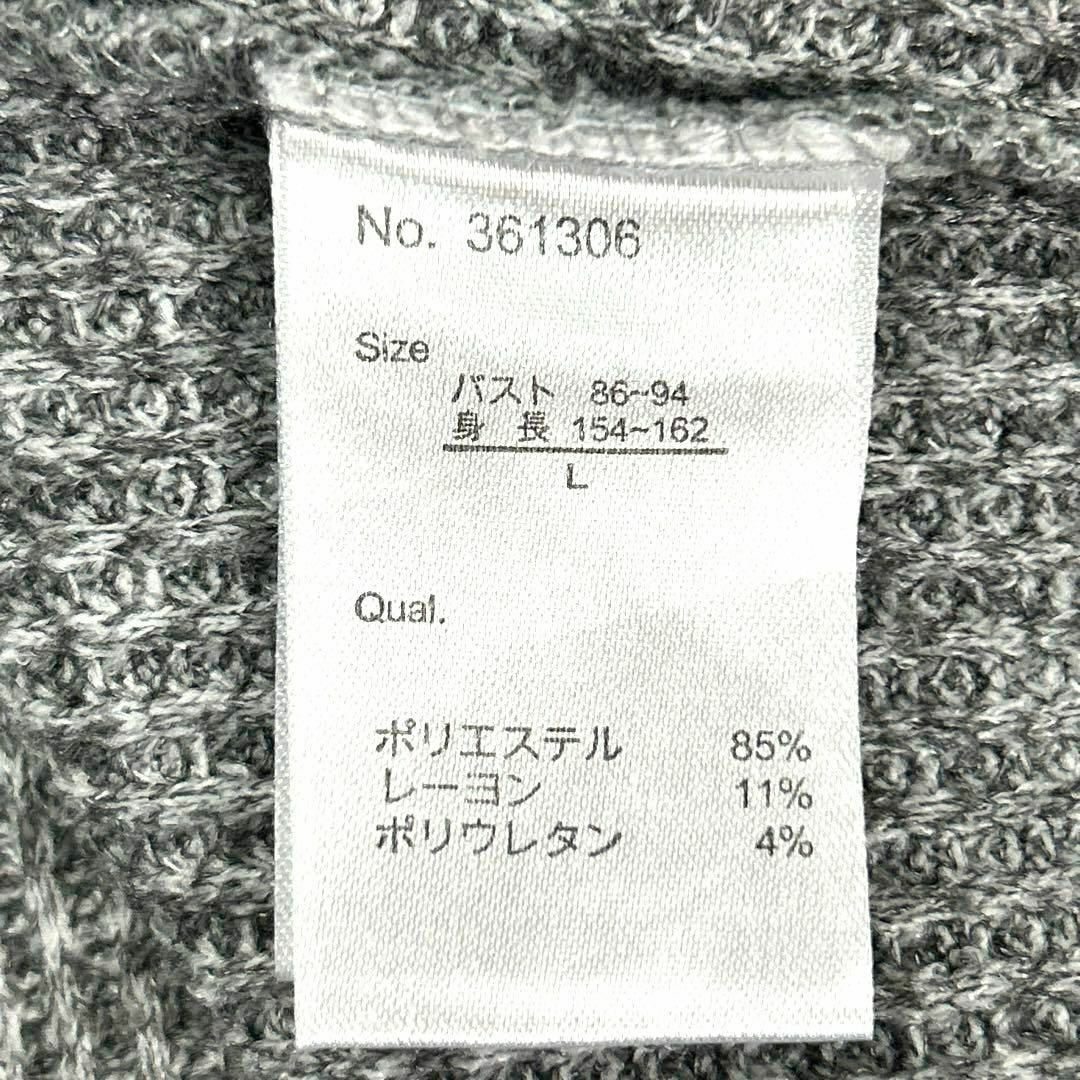 No. 361306
Size
バスト 86~94
身 長 154~162
L
Qual.
ポリエステル 85%
レーヨン 11%
ポリウレタン 4%